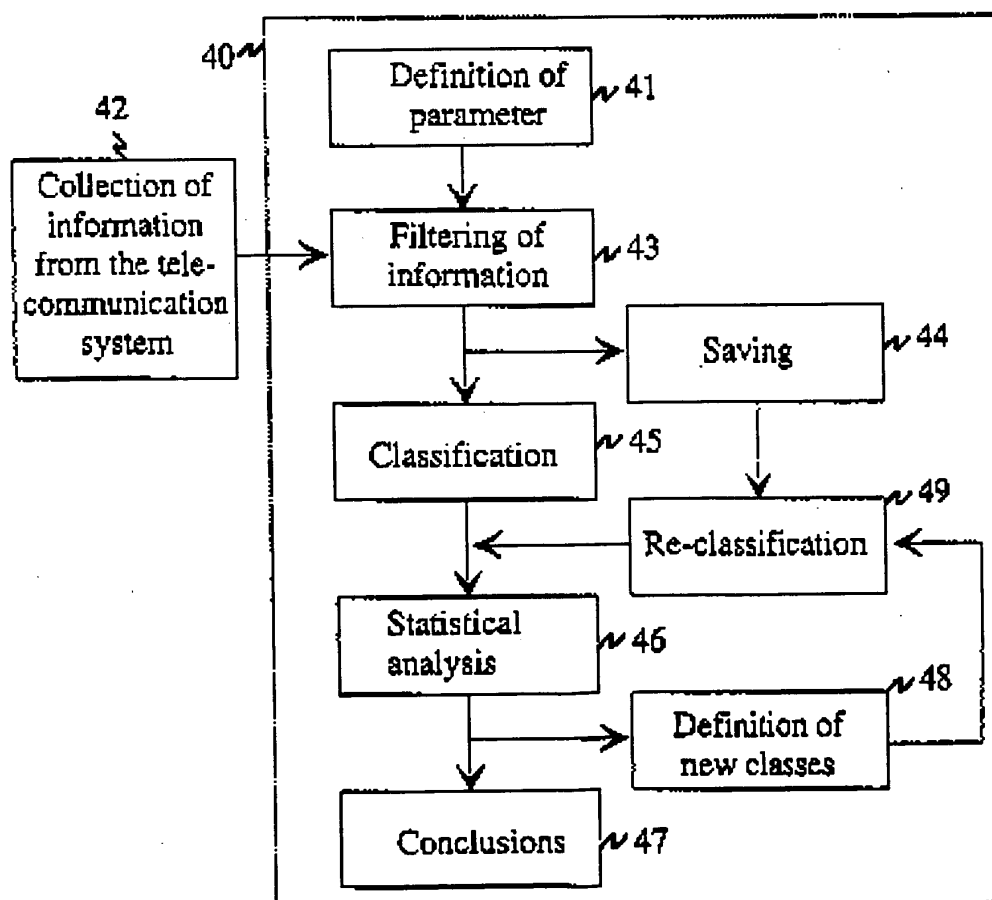 40
Definition of
parameter
41
42
Collection of
information
from the tele-
communication
system
Filtering of
information
43
Saving
44
Classification
45
Re-classification
49
Statistical
analysis
46
Definition of
new classes
48
Conclusions
47